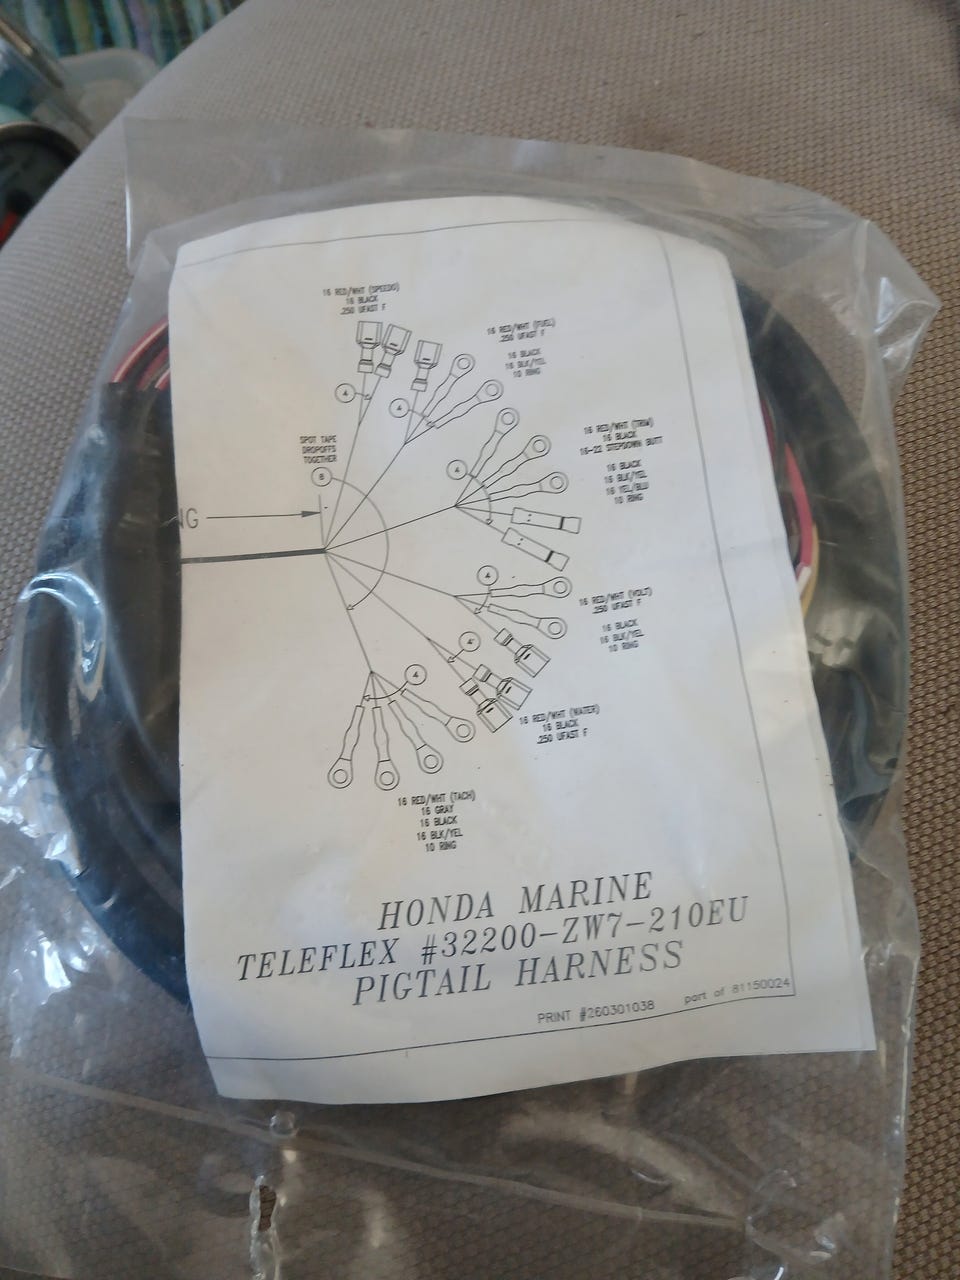 16 RED/WHT (SPEEDO)
16 BLACK
.250 UFAST F
16 RED/WHT (FUEL)
.250 UFAST F
16 BLACK
16 BLK/YEL
10 RING
4
4
SPOT TAPE
DROPOFFS
TOGETHER
8
4
16 RED/WHT (TRIM)
16 BLACK
16-22 STEPDOWN BUTT
16 BLACK
16 BLK/YEL
16 YEL/BLU
10 RING
NG
4
16 RED/WHT (VOLT)
.250 UFAST F
16 BLACK
16 BLK/YEL
10 RING
4
4
16 RED/WHT (WATER)
16 BLACK
.250 UFAST F
16 RED/WHT (TACH)
16 GRAY
16 BLACK
16 BLK/YEL
10 RING
HONDA MARINE
TELEFLEX #32200-ZW7-210EU
PIGTAIL HARNESS
PRINT #260301038 part of 81150024